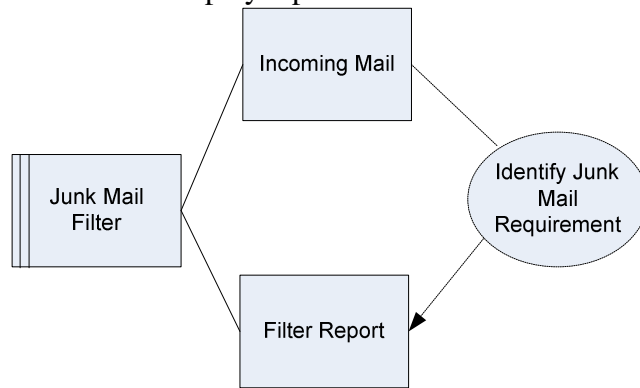 Incoming Mail
Junk Mail
Filter
Identify Junk
Mail
Requirement
Filter Report